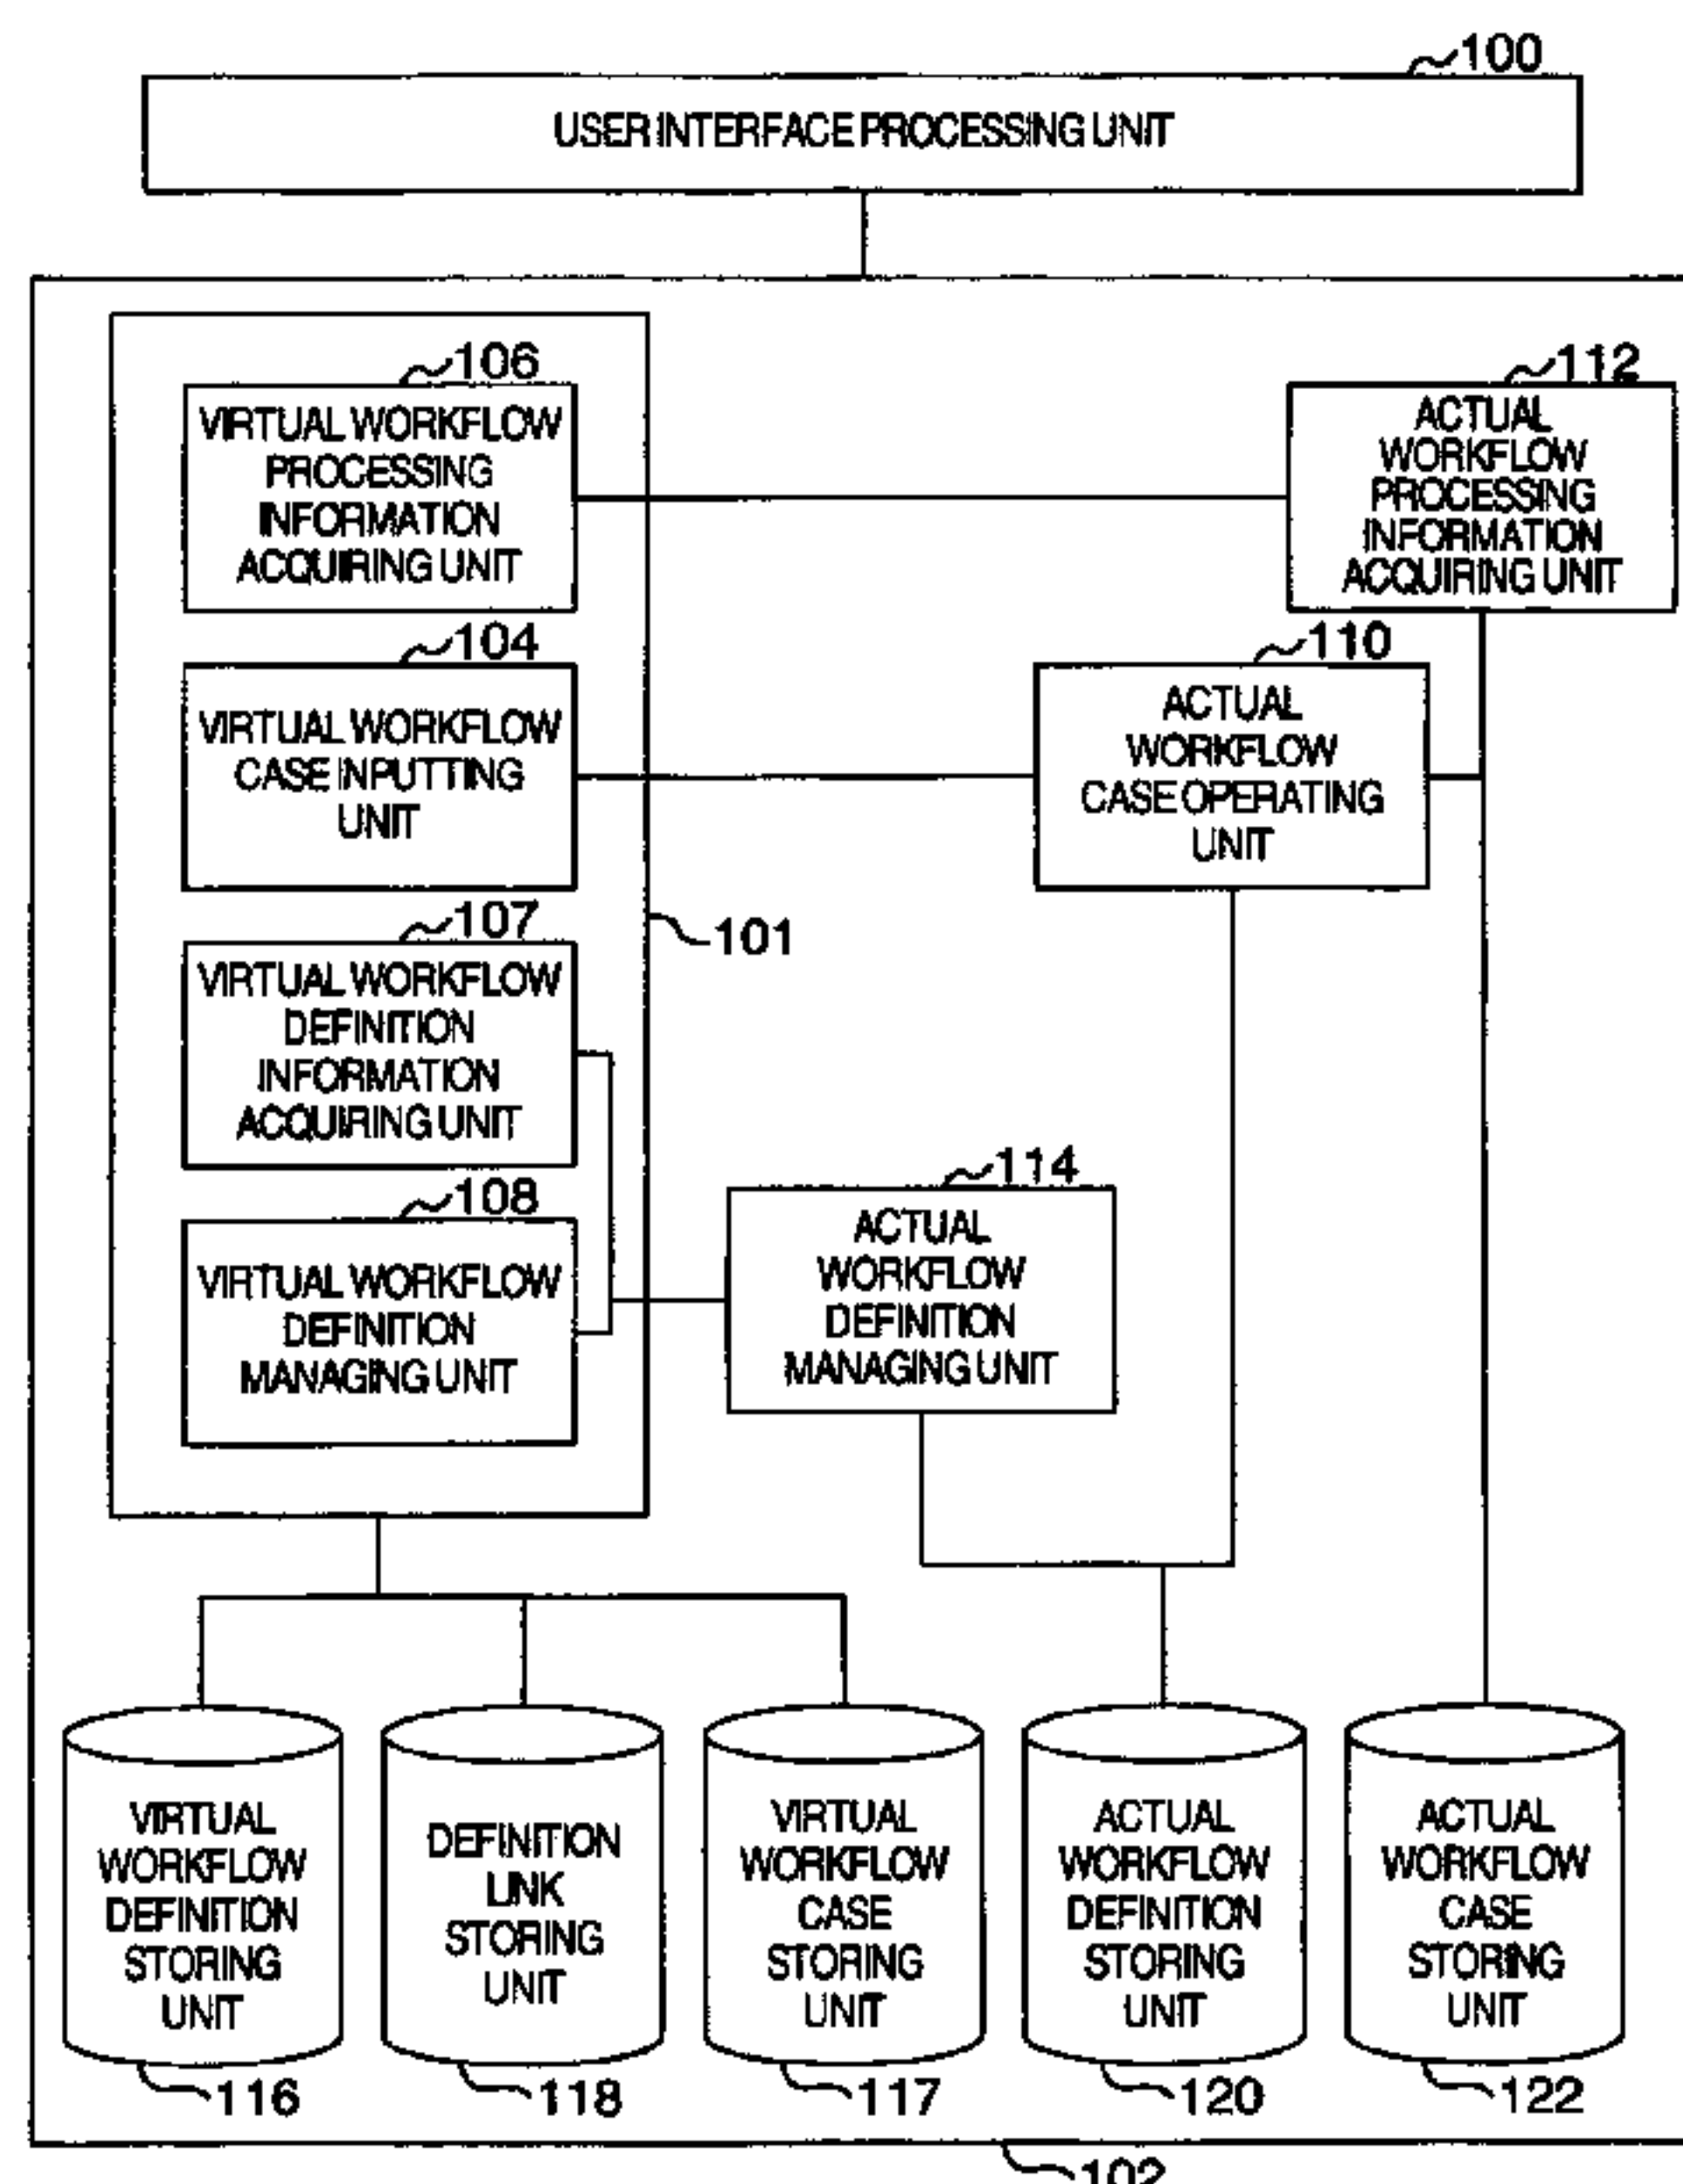 100
USER INTERFACE PROCESSING UNIT
106
VIRTUAL WORKFLOW
PROCESSING
INFORMATION
ACQUIRING UNIT
112
ACTUAL
WORKFLOW
PROCESSING
INFORMATION
ACQUIRING UNIT
104
VIRTUAL WORKFLOW
CASE INPUTTING
UNIT
110
ACTUAL
WORKFLOW
CASE OPERATING
UNIT
101
107
VIRTUAL WORKFLOW
DEFINITION
INFORMATION
ACQUIRING UNIT
108
VIRTUAL WORKFLOW
DEFINITION
MANAGING UNIT
114
ACTUAL
WORKFLOW
DEFINITION
MANAGING UNIT
VIRTUAL
WORKFLOW
DEFINITION
STORING
UNIT
116
DEFINITION
LINK
STORING
UNIT
118
VIRTUAL
WORKFLOW
CASE
STORING
UNIT
117
ACTUAL
WORKFLOW
DEFINITION
STORING
UNIT
120
ACTUAL
WORKFLOW
CASE
STORING
UNIT
122
102